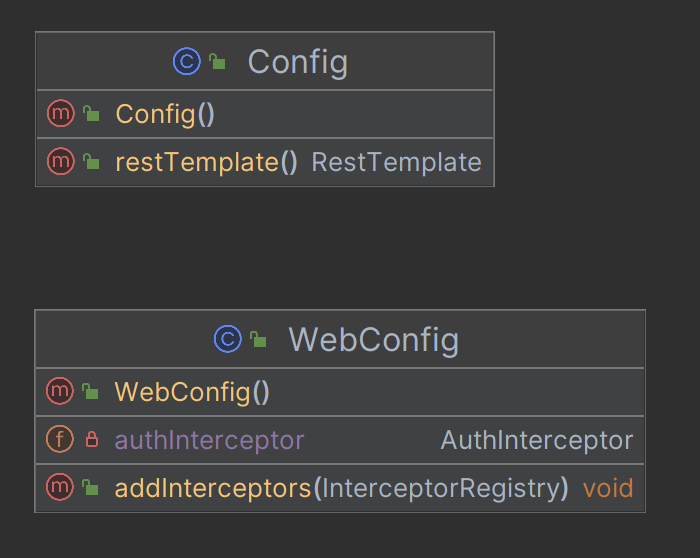 C Config
m Config()
m restTemplate() RestTemplate
C WebConfig
m WebConfig()
f authInterceptor AuthInterceptor
m addInterceptors(InterceptorRegistry) void